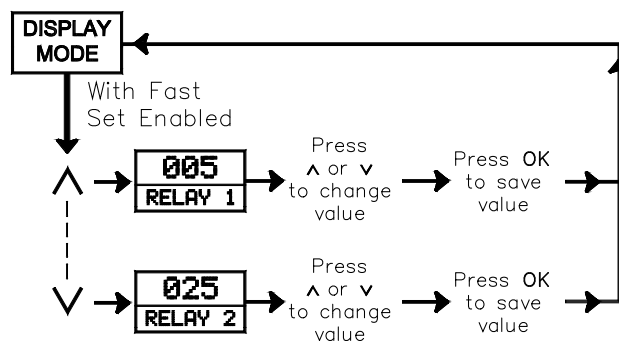 DISPLAY
MODE
With Fast
Set Enabled
005
RELAY 1
Press
∧ or ∨
to change
value
Press OK
to save
value
025
RELAY 2
Press
∧ or ∨
to change
value
Press OK
to save
value